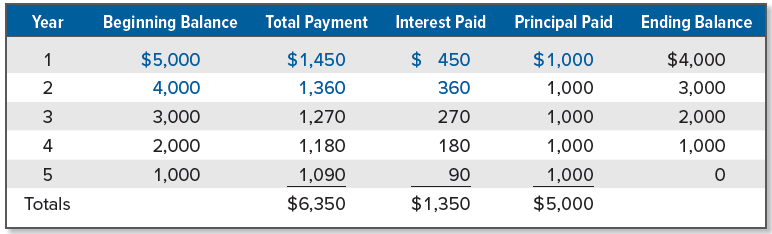 Year Beginning Balance Total Payment Interest Paid Principal Paid Ending Balance
1 $5,000 $1,450 $ 450 $1,000 $4,000
2 4,000 1,360 360 1,000 3,000
3 3,000 1,270 270 1,000 2,000
4 2,000 1,180 180 1,000 1,000
5 1,000 1,090 90 1,000 0
Totals $6,350 $1,350 $5,000